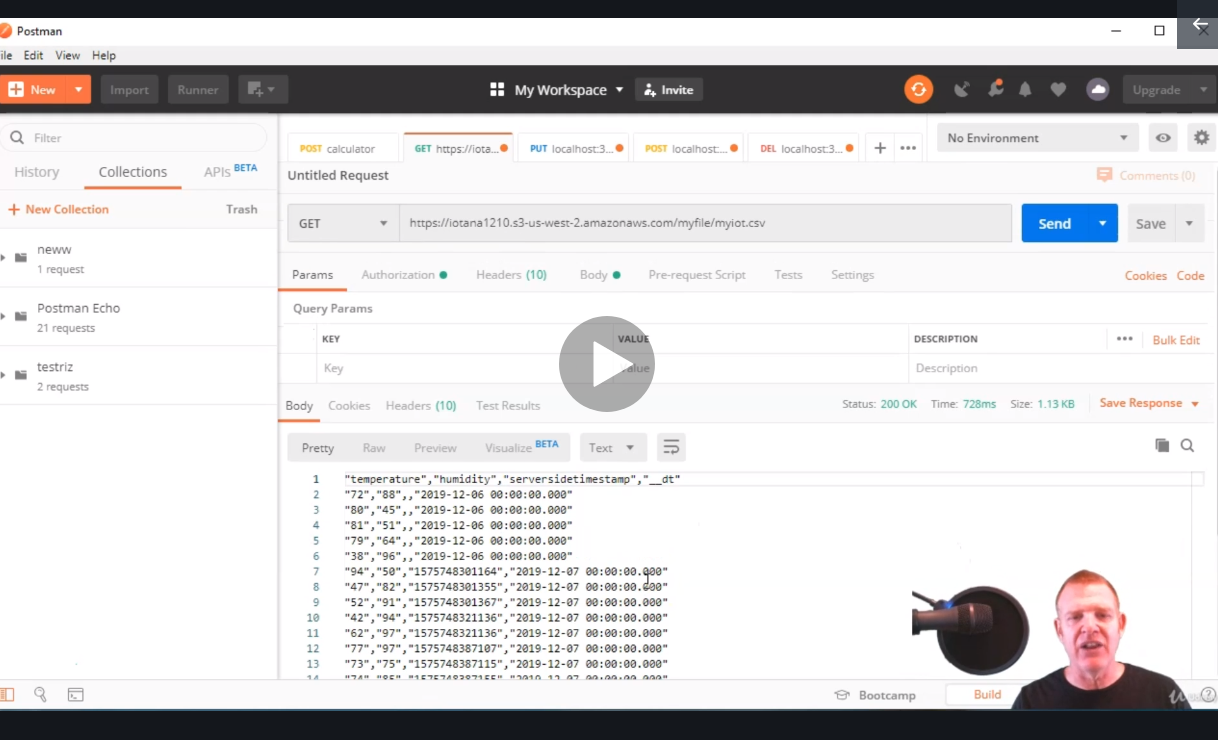 Postman
ile Edit View Help
New Import Runner My Workspace Invite Upgrade
Filter
History Collections APIs BETA
New Collection Trash
neww
1 request
Postman Echo
21 requests
testriz
2 requests
POST calculator GET https://iota... PUT localhost:3... POST localhost:... DEL localhost:3... No Environment
Untitled Request Comments (0)
GET https://iotana1210.s3-us-west-2.amazonaws.com/myfile/myiot.csv Send Save
Params Authorization Headers (10) Body Pre-request Script Tests Settings Cookies Code
Query Params
KEY VALUE DESCRIPTION Bulk Edit
Key Value Description
Body Cookies Headers (10) Test Results Status: 200 OK Time: 728ms Size: 1.13 KB Save Response
Pretty Raw Preview Visualize BETA Text
1 "temperature","humidity","serversidetimestamp","__dt"
2 "72","88",,"2019-12-06 00:00:00.000"
3 "80","45",,"2019-12-06 00:00:00.000"
4 "81","51",,"2019-12-06 00:00:00.000"
5 "79","64",,"2019-12-06 00:00:00.000"
6 "38","96",,"2019-12-06 00:00:00.000"
7 "94","50","1575748301164","2019-12-07 00:00:00.000"
8 "47","82","1575748301355","2019-12-07 00:00:00.000"
9 "52","91","1575748301367","2019-12-07 00:00:00.000"
10 "42","94","1575748321136","2019-12-07 00:00:00.000"
11 "62","97","1575748321136","2019-12-07 00:00:00.000"
12 "77","97","1575748387107","2019-12-07 00:00:00.000"
13 "73","75","1575748387115","2019-12-07 00:00:00.000"
14 "74","85","1575748387155","2019-12-07 00:00:00.000"
Bootcamp Build